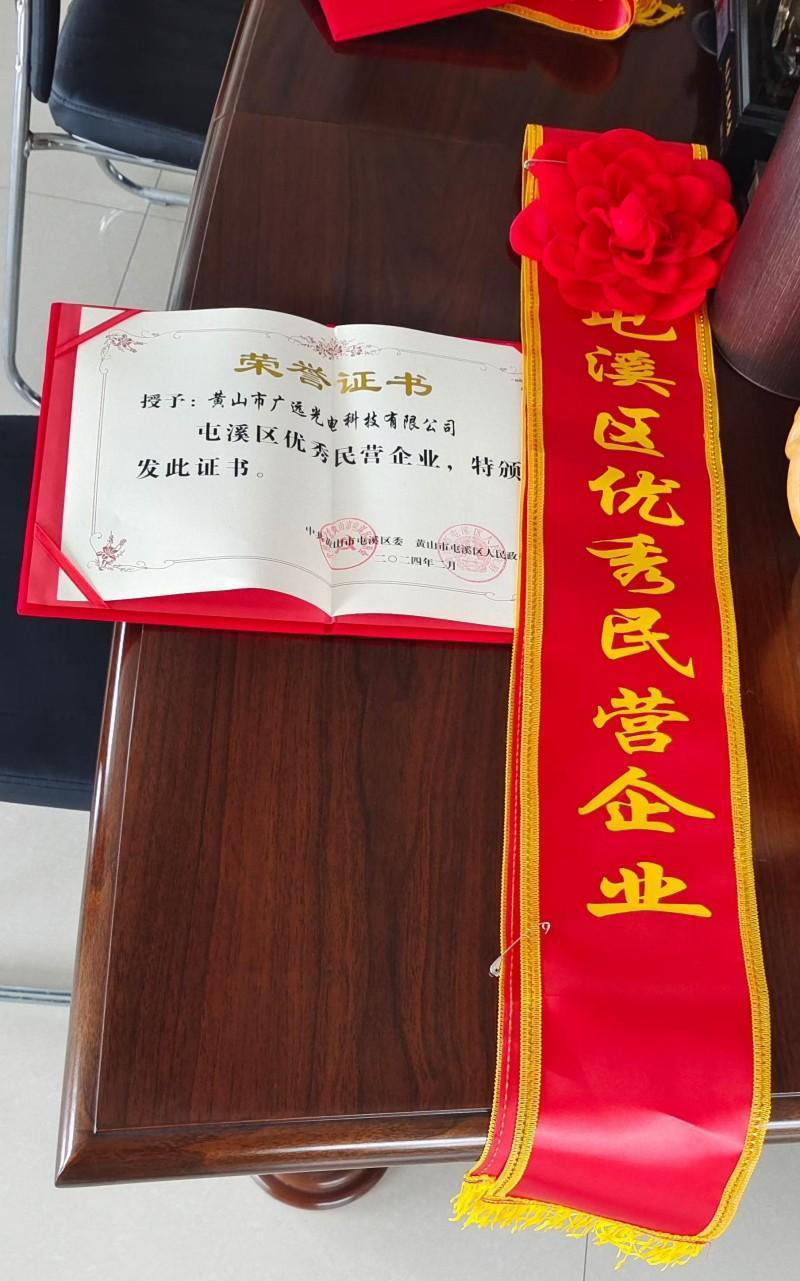 荣誉证书
授予：黄山市广远光电科技有限公司
屯溪区优秀民营企业，特颁
发此证书。
中共黄山市屯溪区委 黄山市屯溪区人民政
二〇二四年一月
屯溪区优秀民营企业